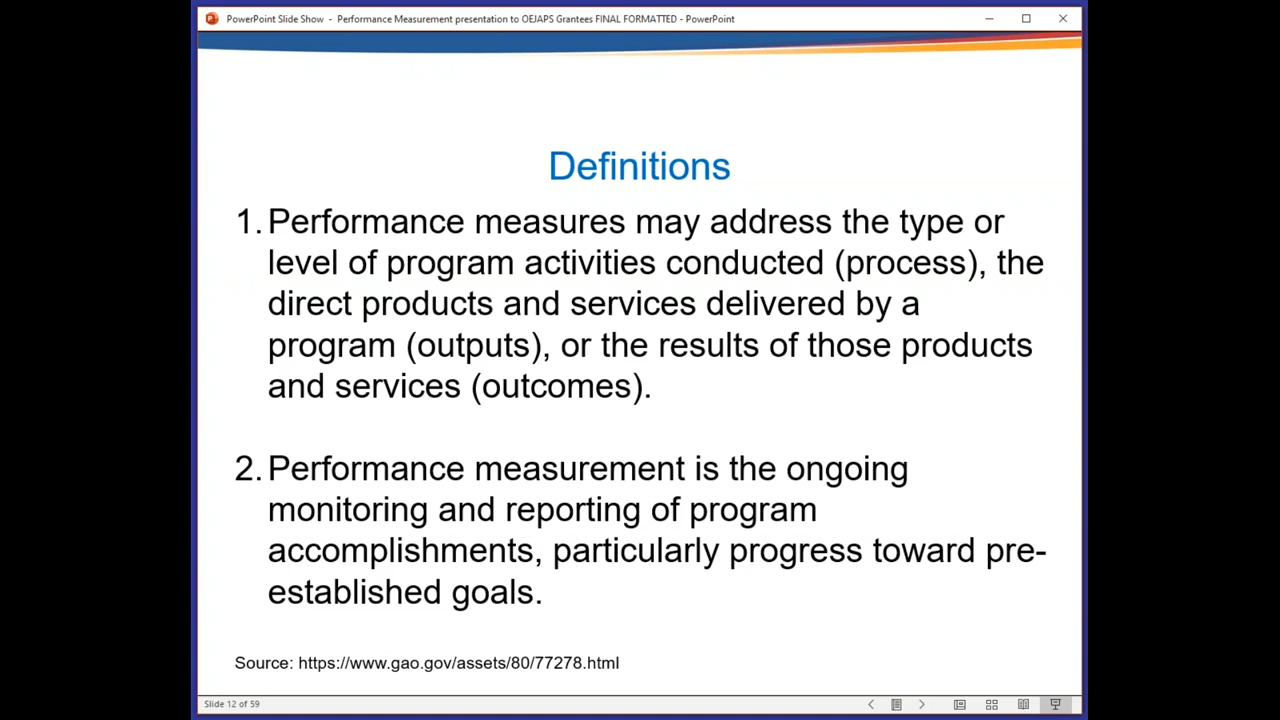 PowerPoint Slide Show - Performance Measurement presentation to OEJAPS Grantees FINAL FORMATTED - PowerPoint
Definitions
1. Performance measures may address the type or
level of program activities conducted (process), the
direct products and services delivered by a
program (outputs), or the results of those products
and services (outcomes).
2. Performance measurement is the ongoing
monitoring and reporting of program
accomplishments, particularly progress toward pre-
established goals.
Source: https://www.gao.gov/assets/80/77278.html
Slide 12 of 59